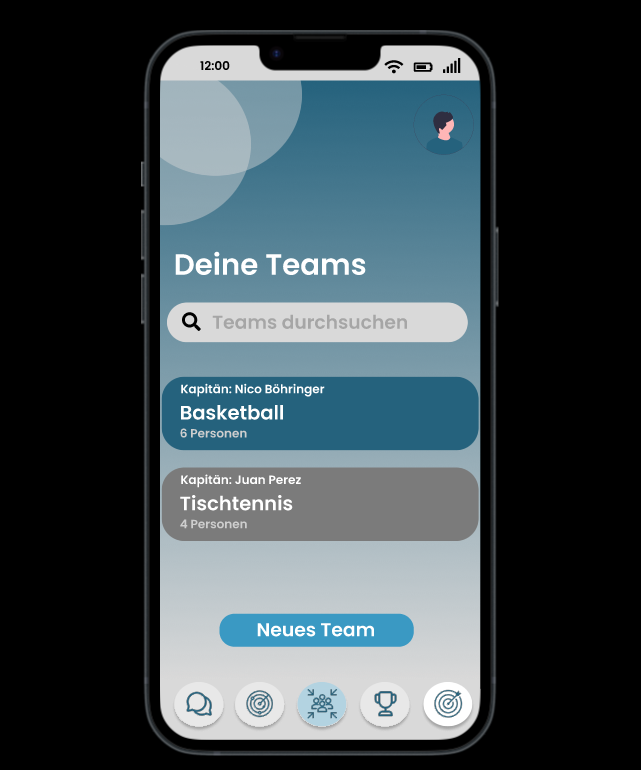 12:00
Deine Teams
Teams durchsuchen
Kapitän: Nico Böhringer
Basketball
6 Personen
Kapitän: Juan Perez
Tischtennis
4 Personen
Neues Team